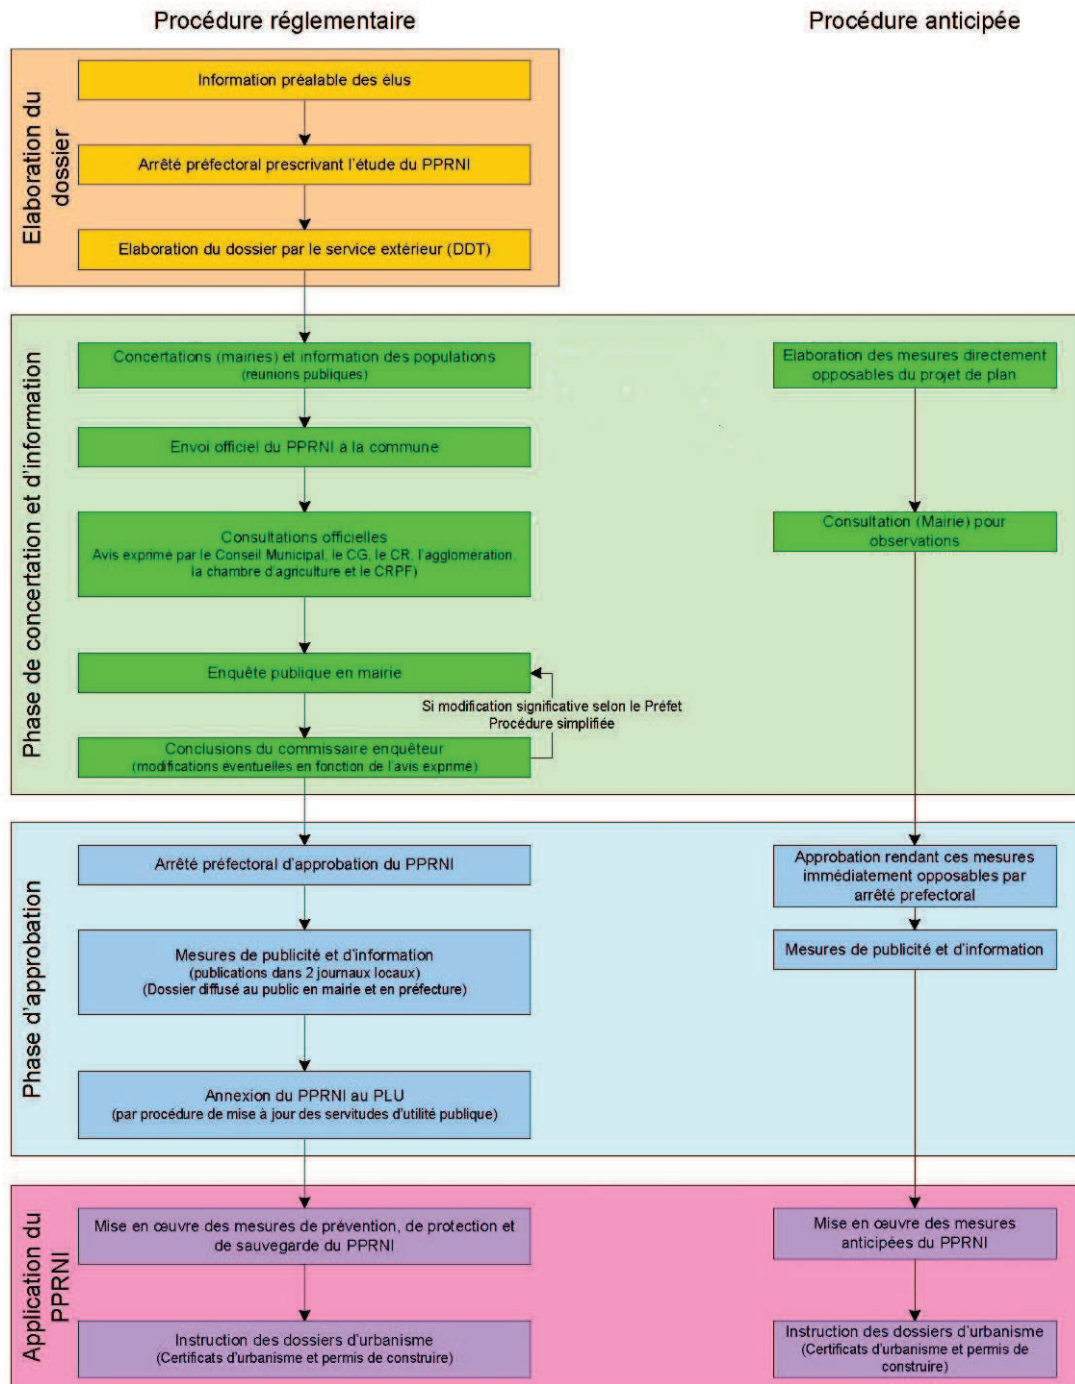 Procédure réglementaire
Procédure anticipée
Elaboration du
dossier
Information préalable des élus
Arrêté préfectoral prescrivant l'étude du PPRNI
Elaboration du dossier par le service extérieur (DDT)
Phase de concertation et d'information
Concertations (mairies) et information des populations
(réunions publiques)
Envoi officiel du PPRNI à la commune
Consultations officielles
Avis exprimé par le Conseil Municipal, le CG, le CR, l'agglomération,
la chambre d'agriculture et le CRPF)
Enquête publique en mairie
Si modification significative selon le Préfet
Procédure simplifiée
Conclusions du commissaire enquêteur
(modifications éventuelles en fonction de l'avis exprimé)
Elaboration des mesures directement
opposables du projet de plan
Consultation (Mairie) pour
observations
Phase d'approbation
Arrêté préfectoral d'approbation du PPRNI
Mesures de publicité et d'information
(publications dans 2 journaux locaux)
(Dossier diffusé au public en mairie et en préfecture)
Annexion du PPRNI au PLU
(par procédure de mise à jour des servitudes d'utilité publique)
Approbation rendant ces mesures
immédiatement opposables par
arrêté prefectoral
Mesures de publicité et d'information
Application du
PPRNI
Mise en œuvre des mesures de prévention, de protection et
de sauvegarde du PPRNI
Instruction des dossiers d'urbanisme
(Certificats d'urbanisme et permis de construire)
Mise en œuvre des mesures
anticipées du PPRNI
Instruction des dossiers d'urbanisme
(Certificats d'urbanisme et permis de
construire)